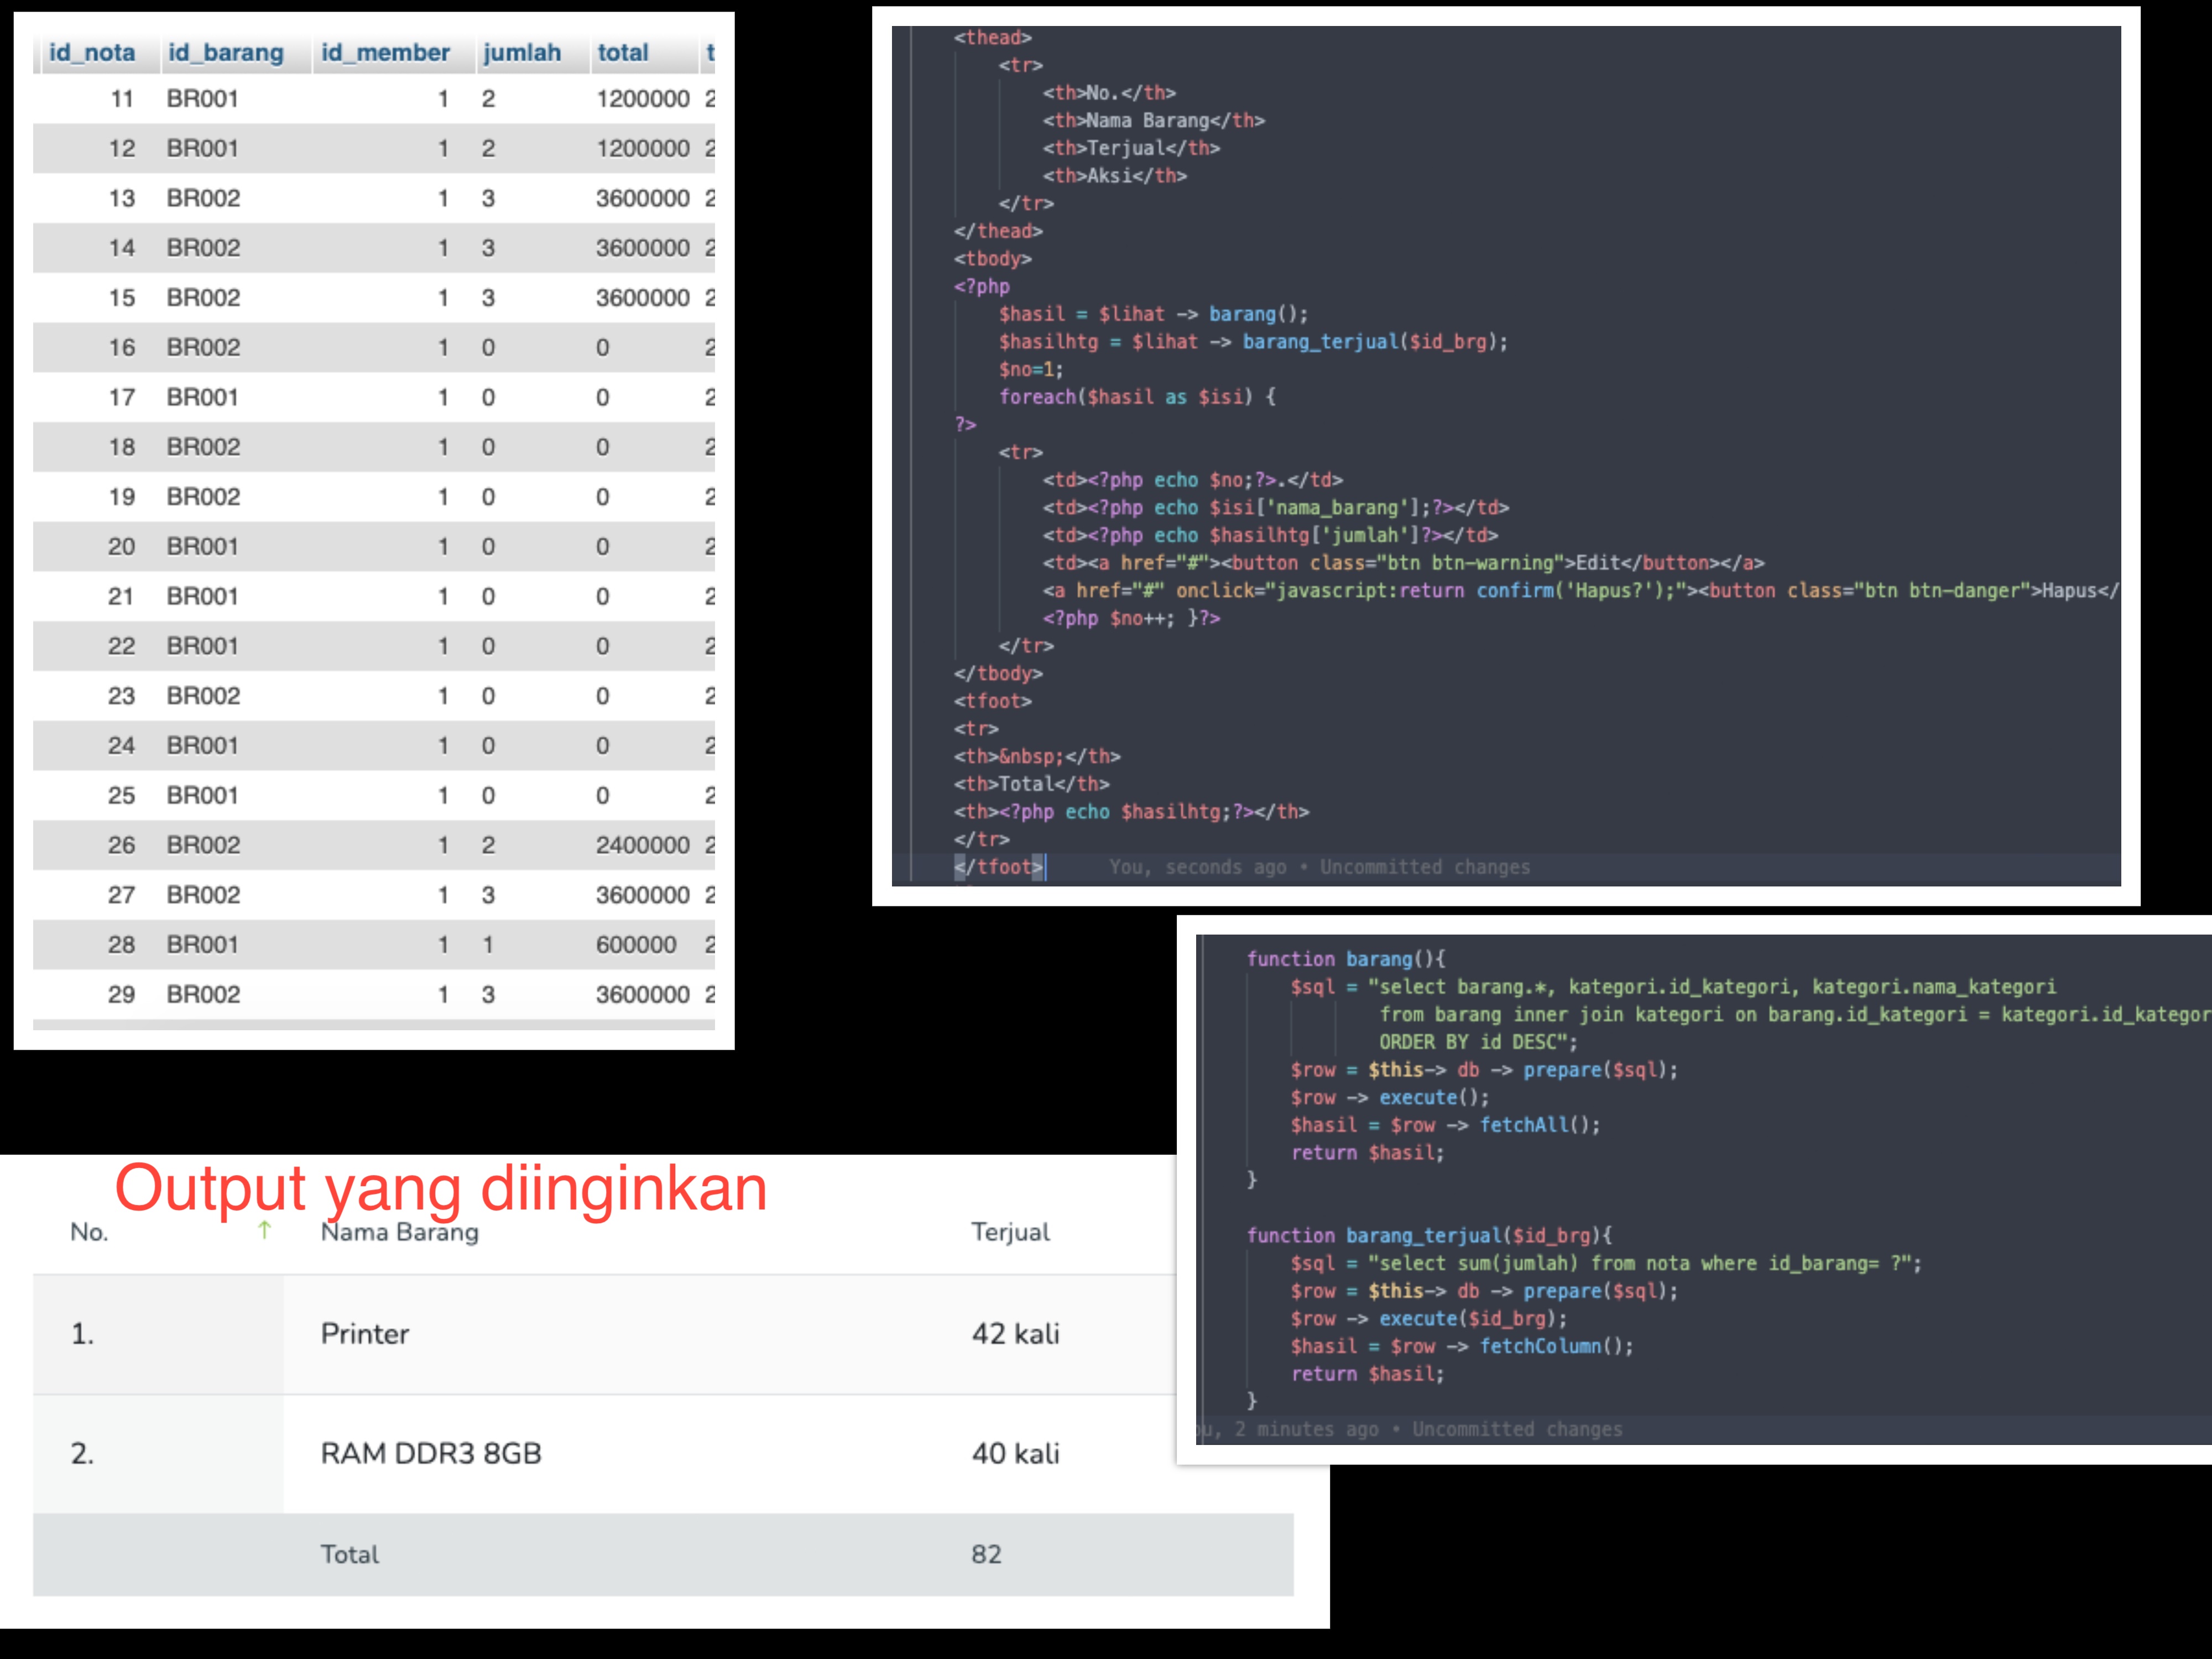 id_nota id_barang id_member jumlah total t
11 BR001 1 2 1200000 2
12 BR001 1 2 1200000 2
13 BR002 1 3 3600000 2
14 BR002 1 3 3600000 2
15 BR002 1 3 3600000 2
16 BR002 1 0 0 2
17 BR001 1 0 0 2
18 BR002 1 0 0 2
19 BR002 1 0 0 2
20 BR001 1 0 0 2
21 BR001 1 0 0 2
22 BR001 1 0 0 2
23 BR002 1 0 0 2
24 BR001 1 0 0 2
25 BR001 1 0 0 2
26 BR002 1 2 2400000 2
27 BR002 1 3 3600000 2
28 BR001 1 1 600000 2
29 BR002 1 3 3600000 2
<thead>
<tr>
<th>No.</th>
<th>Nama Barang</th>
<th>Terjual</th>
<th>Aksi</th>
</tr>
</thead>
<tbody>
<?php
$hasil = $lihat -> barang();
$hasilhtg = $lihat -> barang_terjual($id_brg);
$no=1;
foreach($hasil as $isi) {
?>
<tr>
<td><?php echo $no;?>.</td>
<td><?php echo $isi['nama_barang'];?></td>
<td><?php echo $hasilhtg['jumlah']?></td>
<td><a href="#"><button class="btn btn-warning">Edit</button></a>
<a href="#" onclick="javascript:return confirm('Hapus?');"><button class="btn btn-danger">Hapus</
<?php $no++; }?>
</tr>
</tbody>
<tfoot>
<tr>
<th>&nbsp;</th>
<th>Total</th>
<th><?php echo $hasilhtg;?></th>
</tr>
</tfoot> You, seconds ago • Uncommitted changes
function barang(){
$sql = "select barang.*, kategori.id_kategori, kategori.nama_kategori
from barang inner join kategori on barang.id_kategori = kategori.id_kategor
ORDER BY id DESC";
$row = $this-> db -> prepare($sql);
$row -> execute();
$hasil = $row -> fetchAll();
return $hasil;
}
function barang_terjual($id_brg){
$sql = "select sum(jumlah) from nota where id_barang= ?";
$row = $this-> db -> prepare($sql);
$row -> execute($id_brg);
$hasil = $row -> fetchColumn();
return $hasil;
}
ou, 2 minutes ago • Uncommitted changes
Output yang diinginkan
No. ↑ Nama Barang Terjual
1. Printer 42 kali
2. RAM DDR3 8GB 40 kali
Total 82